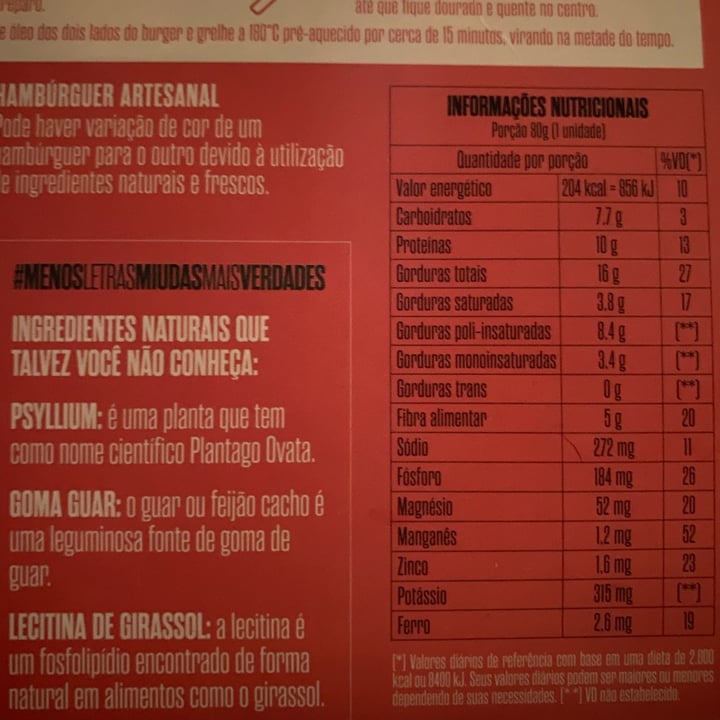 até que fique dourado e quente no centro.
e óleo dos dois lados do burger e grelhe a 180°C pré-aquecido por cerca de 15 minutos, virando na metade do tempo.
HAMBÚRGUER ARTESANAL
Pode haver variação de cor de um
hambúrguer para o outro devido à utilização
de ingredientes naturais e frescos.
#MENOSLETRASMIUDASMAISVERDADES
INGREDIENTES NATURAIS QUE
TALVEZ VOCÊ NÃO CONHEÇA:
PSYLLIUM: é uma planta que tem
como nome científico Plantago Ovata.
GOMA GUAR: o guar ou feijão cacho é
uma leguminosa fonte de goma de
guar.
LECITINA DE GIRASSOL: a lecitina é
um fosfolipídio encontrado de forma
natural em alimentos como o girassol.
INFORMAÇÕES NUTRICIONAIS
Porção 80g (1 unidade)
Quantidade por porção %VD(*)
Valor energético 204 kcal = 856 kJ 10
Carboidratos 7.7 g 3
Proteínas 10 g 13
Gorduras totais 16 g 27
Gorduras saturadas 3.8 g 17
Gorduras poli-insaturadas 8.4 g (**)
Gorduras monoinsaturadas 3.4 g (**)
Gorduras trans 0 g (**)
Fibra alimentar 5 g 20
Sódio 272 mg 11
Fósforo 184 mg 26
Magnésio 52 mg 20
Manganês 1.2 mg 52
Zinco 1.6 mg 23
Potássio 315 mg (**)
Ferro 2.6 mg 19
(*) Valores diários de referência com base em uma dieta de 2.000
kcal ou 8400 kJ. Seus valores diários podem ser maiores ou menores
dependendo de suas necessidades. (**) VD não estabelecido.